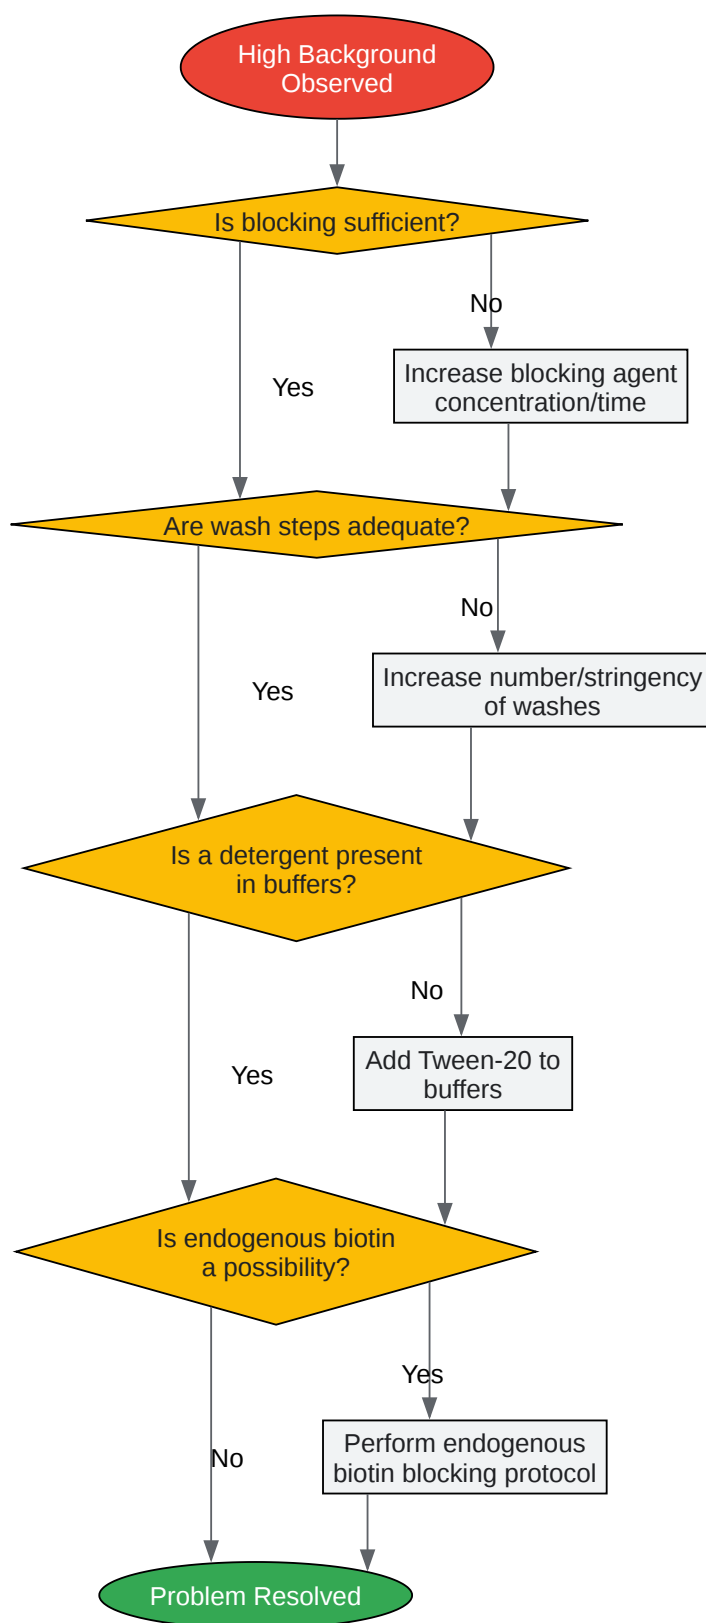 High Background
Observed
Is blocking sufficient?
No
Increase blocking agent
concentration/time
Yes
Are wash steps adequate?
No
Increase number/stringency
of washes
Yes
Is a detergent present
in buffers?
No
Add Tween-20 to
buffers
Yes
Is endogenous biotin
a possibility?
Yes
Perform endogenous
biotin blocking protocol
No
Problem Resolved